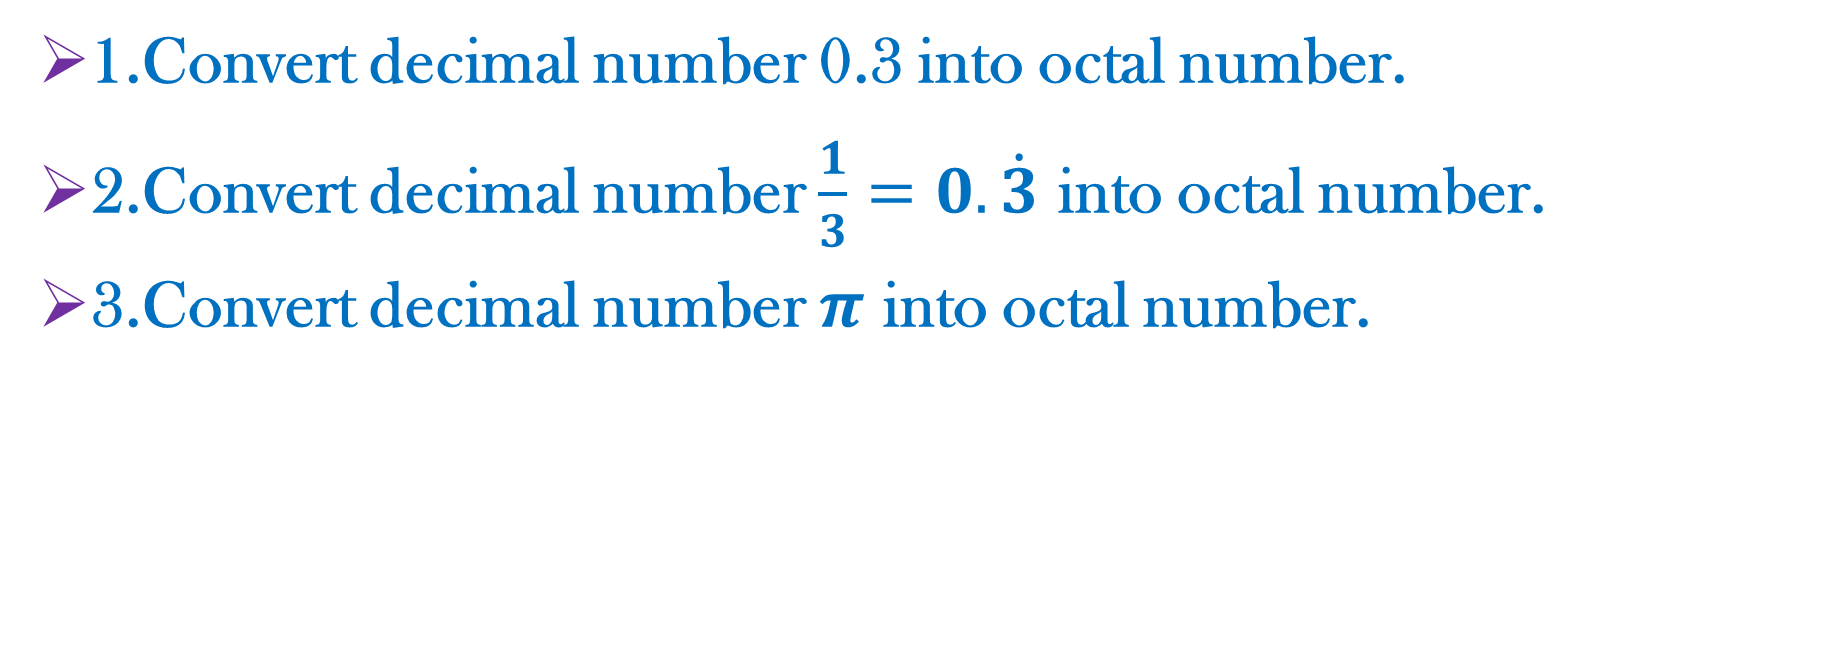 ➢1.Convert decimal number 0.3 into octal number.
➢2.Convert decimal number 1/3 = 0.3̇ into octal number.
➢3.Convert decimal number π into octal number.